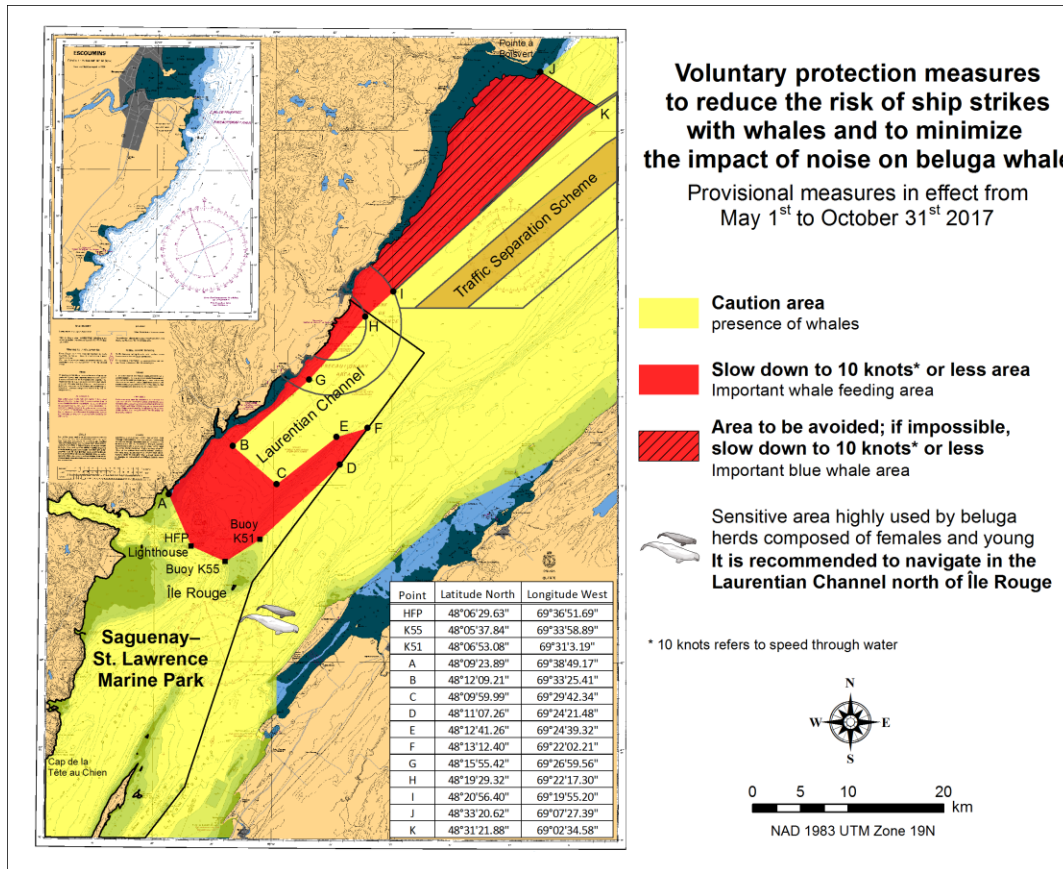 Voluntary protection measures
to reduce the risk of ship strikes
with whales and to minimize
the impact of noise on beluga whale
Provisional measures in effect from
May 1st to October 31st 2017
Caution area
presence of whales
Slow down to 10 knots* or less area
Important whale feeding area
Area to be avoided; if impossible,
slow down to 10 knots* or less
Important blue whale area
Sensitive area highly used by beluga
herds composed of females and young
It is recommended to navigate in the
Laurentian Channel north of Île Rouge
* 10 knots refers to speed through water
N
W E
S
0 5 10 20
km
NAD 1983 UTM Zone 19N
ESCOUMINS
Pointe à
Boisvert
J
K
Traffic Separation Scheme
I
H
G
Laurentian Channel
F
E
B
D
C
A
Buoy
K51
HFP
Lighthouse
Buoy K55
Île Rouge
Saguenay–
St. Lawrence
Marine Park
Cap de la
Tête au Chien
Point Latitude North Longitude West
HFP 48°06'29.63" 69°36'51.69"
K55 48°05'37.84" 69°33'58.89"
K51 48°06'53.08" 69°31'3.19"
A 48°09'23.89" 69°38'49.17"
B 48°12'09.21" 69°33'25.41"
C 48°09'59.99" 69°29'42.34"
D 48°11'07.26" 69°24'21.48"
E 48°12'41.26" 69°24'39.32"
F 48°13'12.40" 69°22'02.21"
G 48°15'55.42" 69°26'59.56"
H 48°19'29.32" 69°22'17.30"
I 48°20'56.40" 69°19'55.20"
J 48°33'20.62" 69°07'27.39"
K 48°31'21.88" 69°02'34.58"